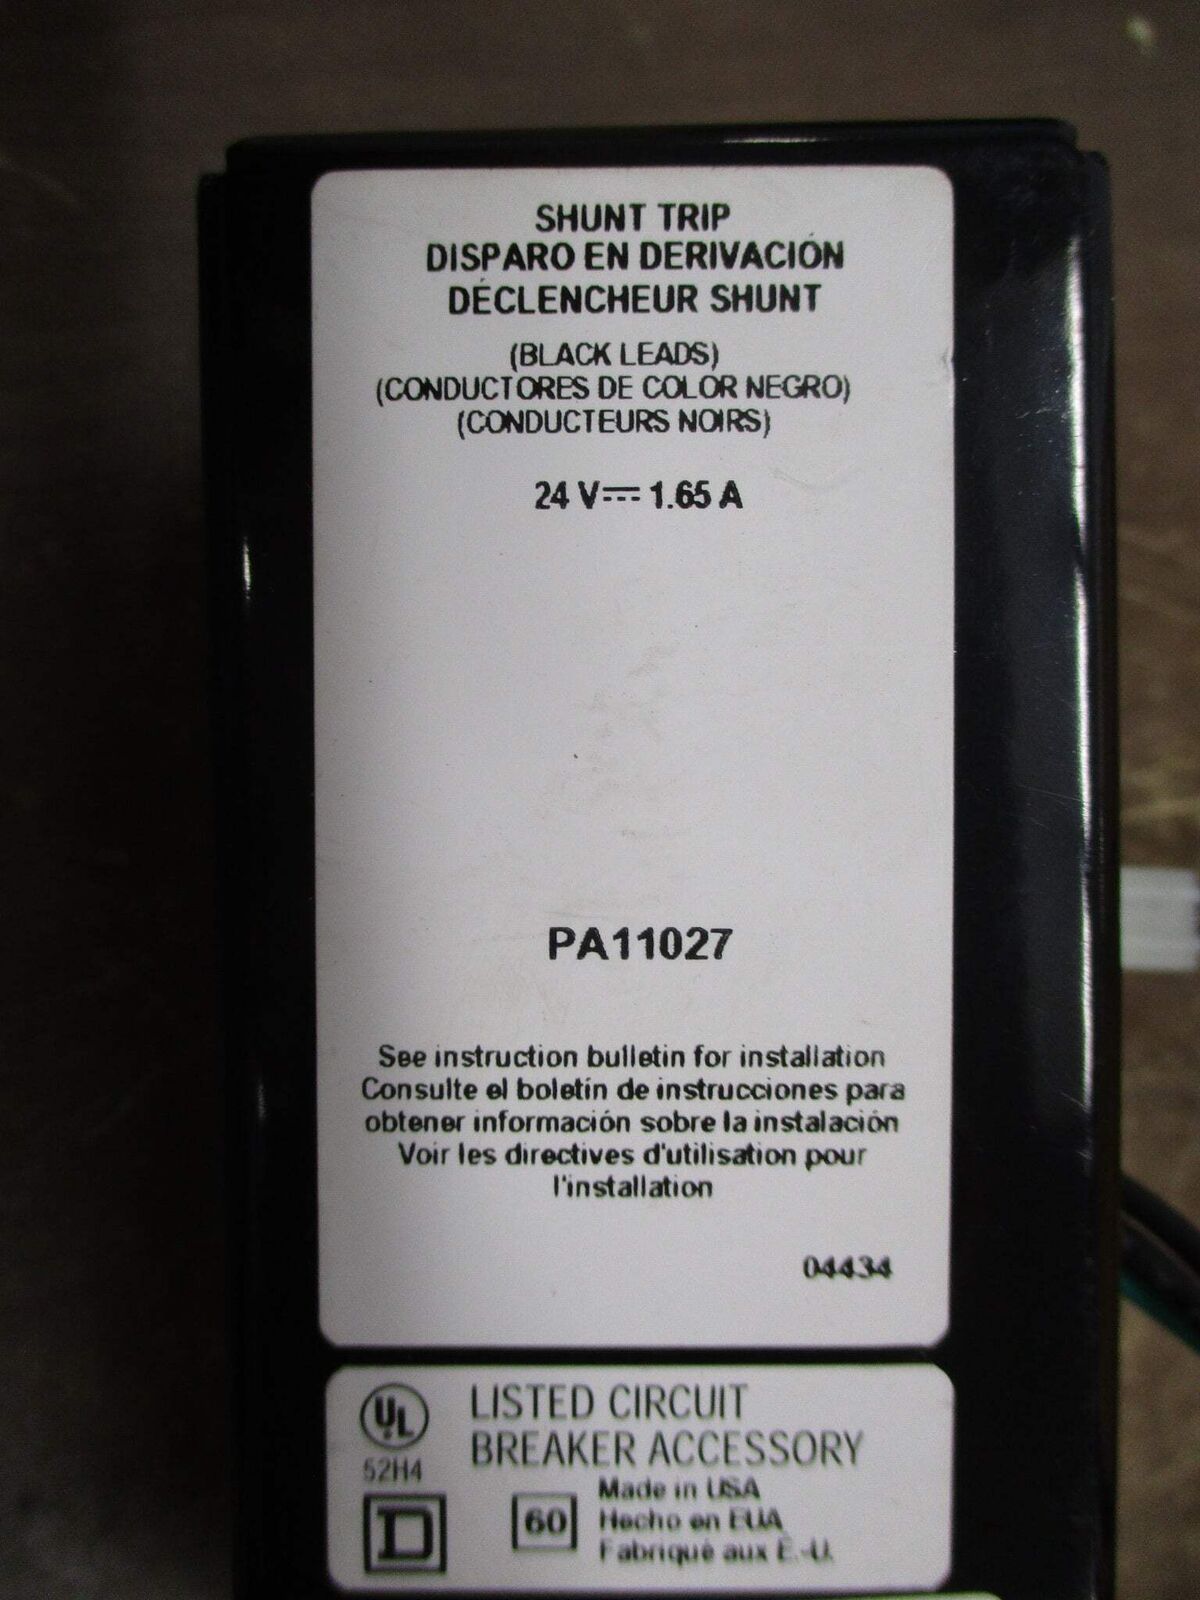 SHUNT TRIP
DISPARO EN DERIVACIÓN
DÉCLENCHEUR SHUNT
(BLACK LEADS)
(CONDUCTORES DE COLOR NEGRO)
(CONDUCTEURS NOIRS)
24 V⎓ 1.65 A
PA11027
See instruction bulletin for installation
Consulte el boletín de instrucciones para
obtener información sobre la instalación
Voir les directives d'utilisation pour
l'installation
04434
UL
LISTED CIRCUIT
BREAKER ACCESSORY
52H4
D
60
Made in USA
Hecho en EUA
Fabriqué aux É.-U.